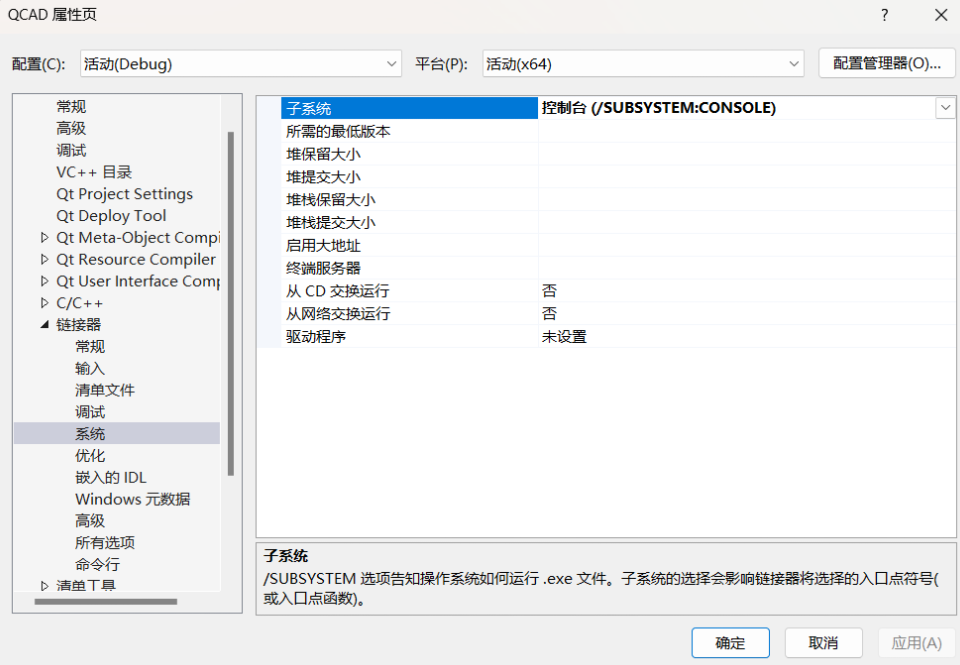 QCAD 属性页
配置(C): 活动(Debug) 平台(P): 活动(x64) 配置管理器(O)...
常规
高级
调试
VC++ 目录
Qt Project Settings
Qt Deploy Tool
Qt Meta-Object Compi
Qt Resource Compiler
Qt User Interface Comp
C/C++
链接器
常规
输入
清单文件
调试
系统
优化
嵌入的 IDL
Windows 元数据
高级
所有选项
命令行
清单工具
子系统 控制台 (/SUBSYSTEM:CONSOLE)
所需的最低版本
堆保留大小
堆提交大小
堆栈保留大小
堆栈提交大小
启用大地址
终端服务器
从 CD 交换运行 否
从网络交换运行 否
驱动程序 未设置
子系统
/SUBSYSTEM 选项告知操作系统如何运行 .exe 文件。子系统的选择会影响链接器将选择的入口点符号(
或入口点函数)。
确定 取消 应用(A)